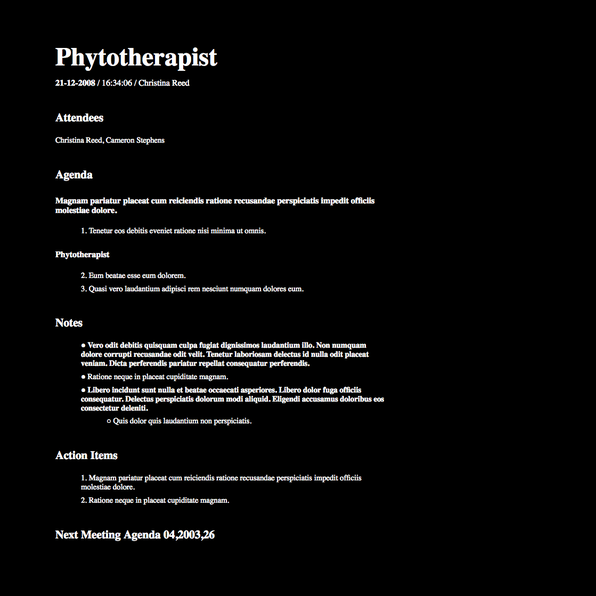 Phytotherapist
21-12-2008 / 16:34:06 / Christina Reed
Attendees
Christina Reed, Cameron Stephens
Agenda
Magnam pariatur placeat cum reiciendis ratione recusandae perspiciatis impedit officiis
molestiae dolore.
1. Tenetur eos debitis eveniet ratione nisi minima ut omnis.
Phytotherapist
2. Eum beatae esse eum dolorem.
3. Quasi vero laudantium adipisci rem nesciunt numquam dolores eum.
Notes
● Vero odit debitis quisquam culpa fugiat dignissimos laudantium illo. Non numquam
dolore corrupti recusandae odit velit. Tenetur laboriosam delectus id nulla odit placeat
veniam. Dicta perferendis pariatur repellat consequatur perferendis.
● Ratione neque in placeat cupiditate magnam.
● Libero incidunt sunt nulla et beatae occaecati asperiores. Libero dolor fuga officiis
consequatur. Delectus perspiciatis dolorum modi aliquid. Eligendi accusamus doloribus eos
consectetur deleniti.
○ Quis dolor quis laudantium non perspiciatis.
Action Items
1. Magnam pariatur placeat cum reiciendis ratione recusandae perspiciatis impedit officiis
molestiae dolore.
2. Ratione neque in placeat cupiditate magnam.
Next Meeting Agenda 04,2003,26